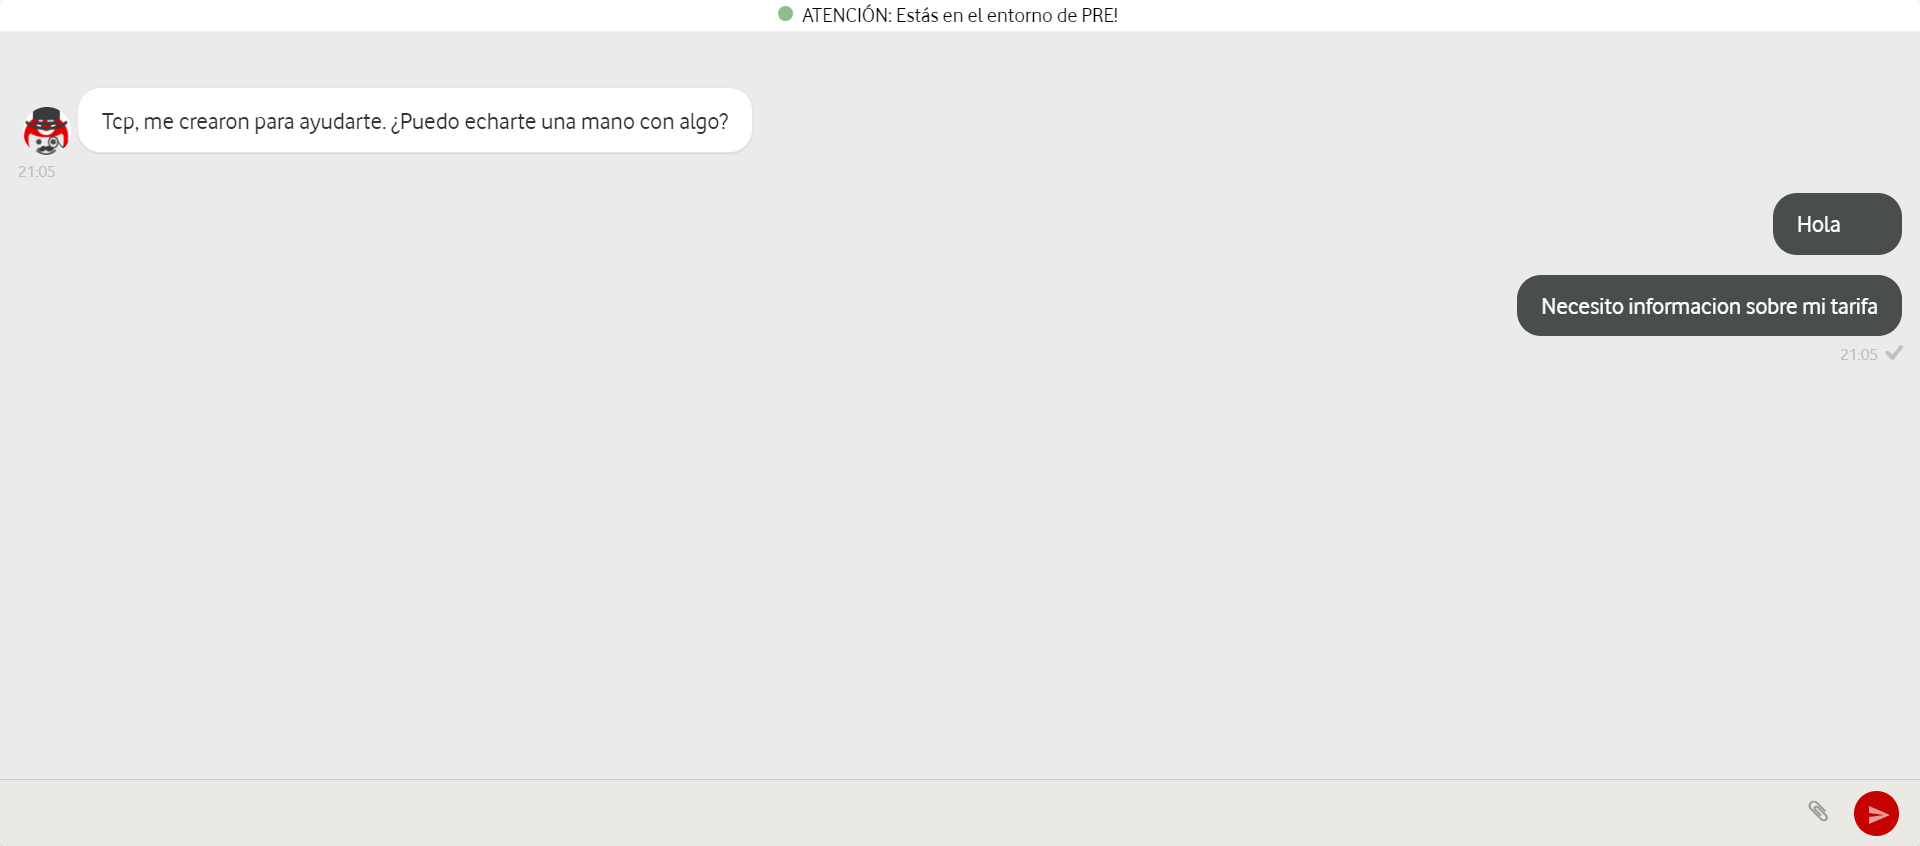 ATENCIÓN: Estás en el entorno de PRE!
Tcp, me crearon para ayudarte. ¿Puedo echarte una mano con algo?
21:05
Hola
Necesito informacion sobre mi tarifa
21:05